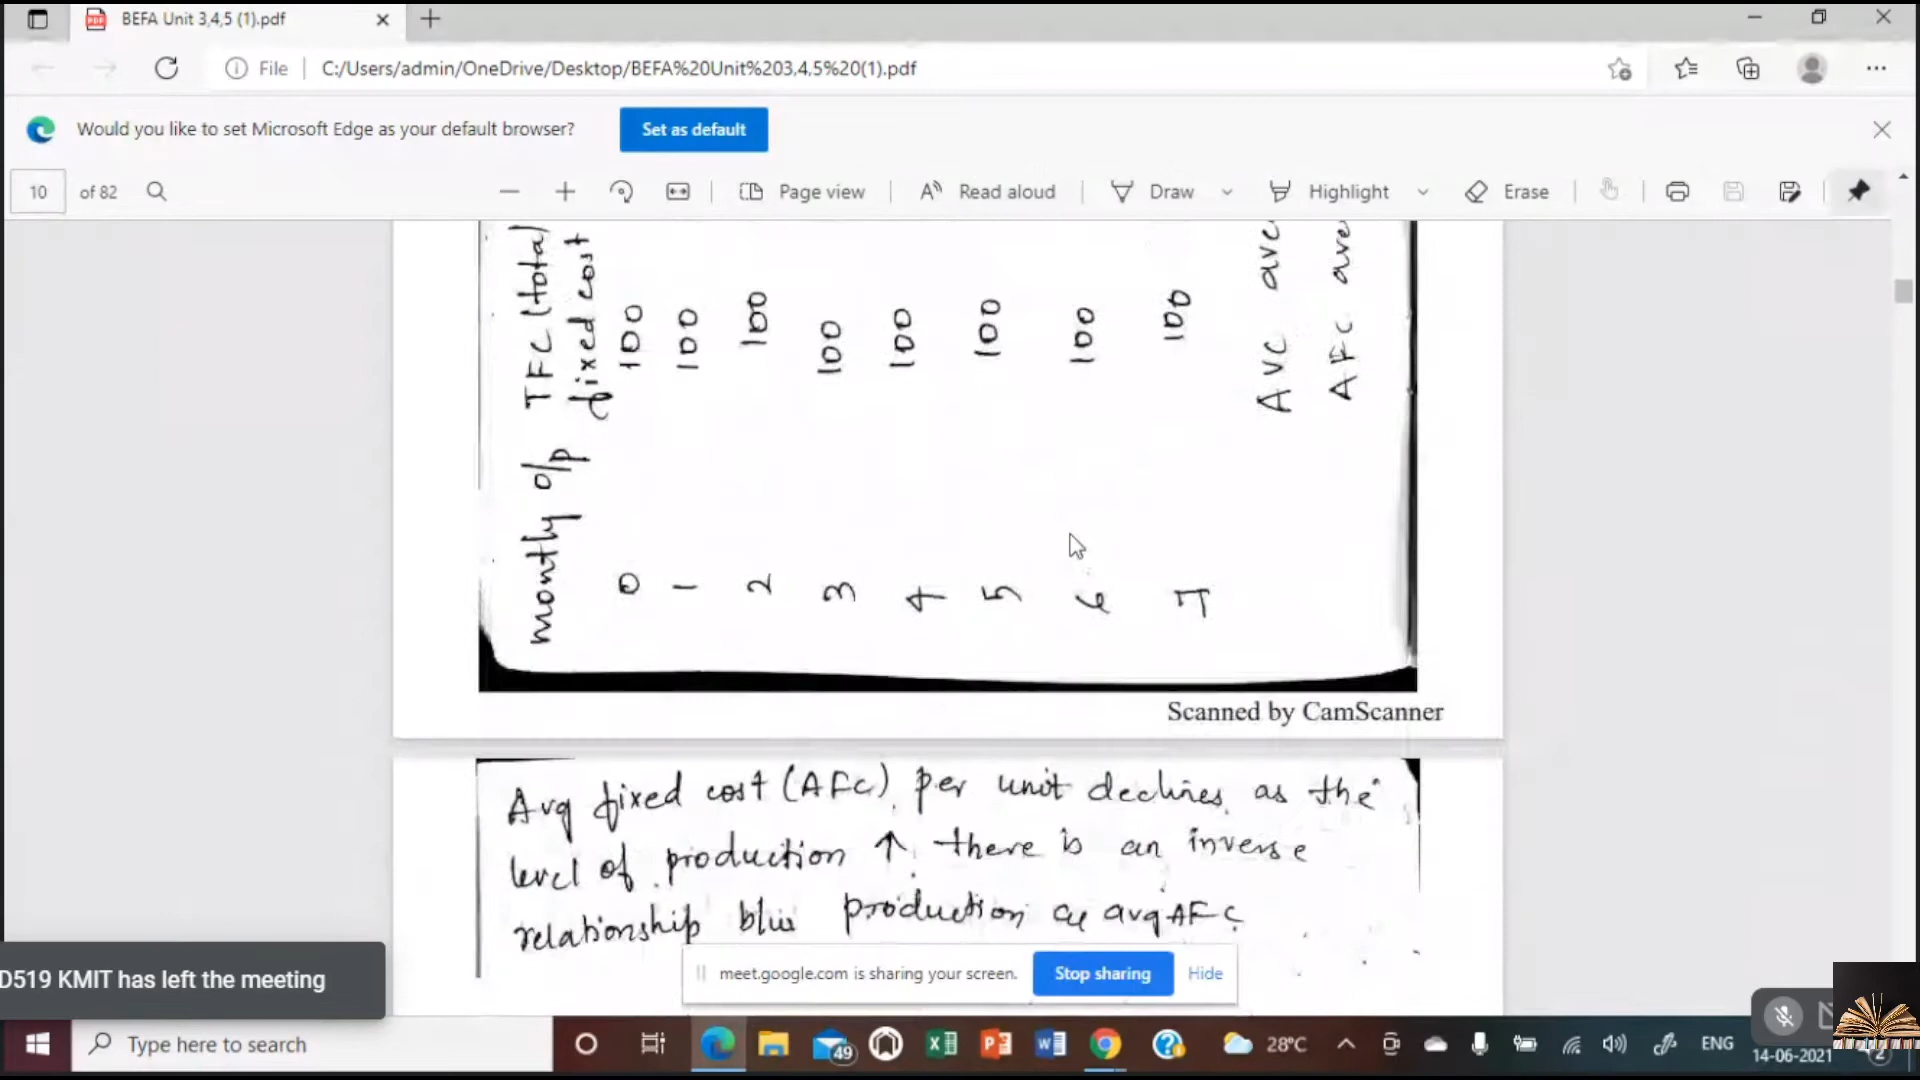 BEFA Unit 3,4,5 (1).pdf
File
C:/Users/admin/OneDrive/Desktop/BEFA%20Unit%203,4,5%20(1).pdf
Would you like to set Microsoft Edge as your default browser?
Set as default
10 of 82
Page view
Read aloud
Draw
Highlight
Erase
monthly o/p TFC (total
fixed cost
0 100
1 100
2 100
3 100
4 100
5 100
6 100
7 100
AVC ave
AFC ave
Scanned by CamScanner
Avg fixed cost (AFC) per unit declines as the
level of production ↑ there is an inverse
relationship production avg AFC
D519 KMIT has left the meeting
meet.google.com is sharing your screen.
Stop sharing
Hide
Type here to search
49
28°C
ENG
14-06-2021
2